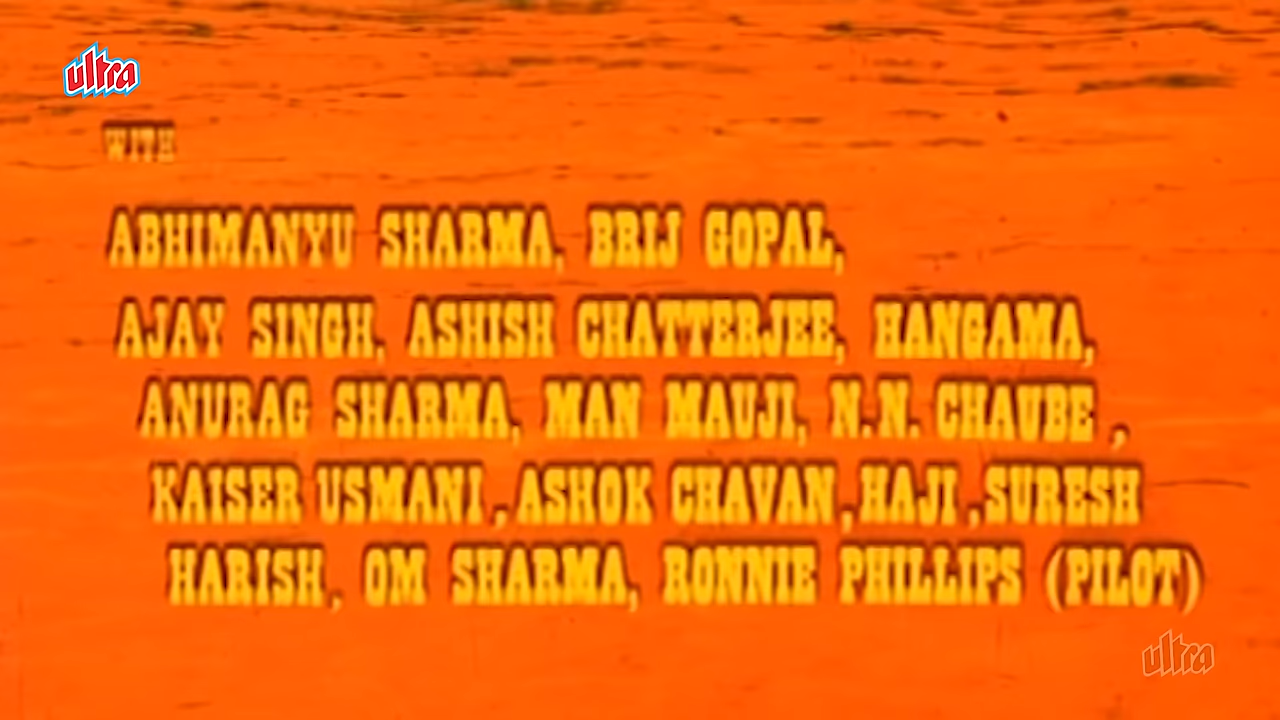 ultra
WITH
ABHIMANYU SHARMA, BRIJ GOPAL,
AJAY SINGH, ASHISH CHATTERJEE, HANGAMA,
ANURAG SHARMA, MAN MAUJI, N.N. CHAUBE ,
KAISER USMANI , ASHOK CHAVAN , HAJI , SURESH
HARISH, OM SHARMA, RONNIE PHILLIPS (PILOT)
ultra